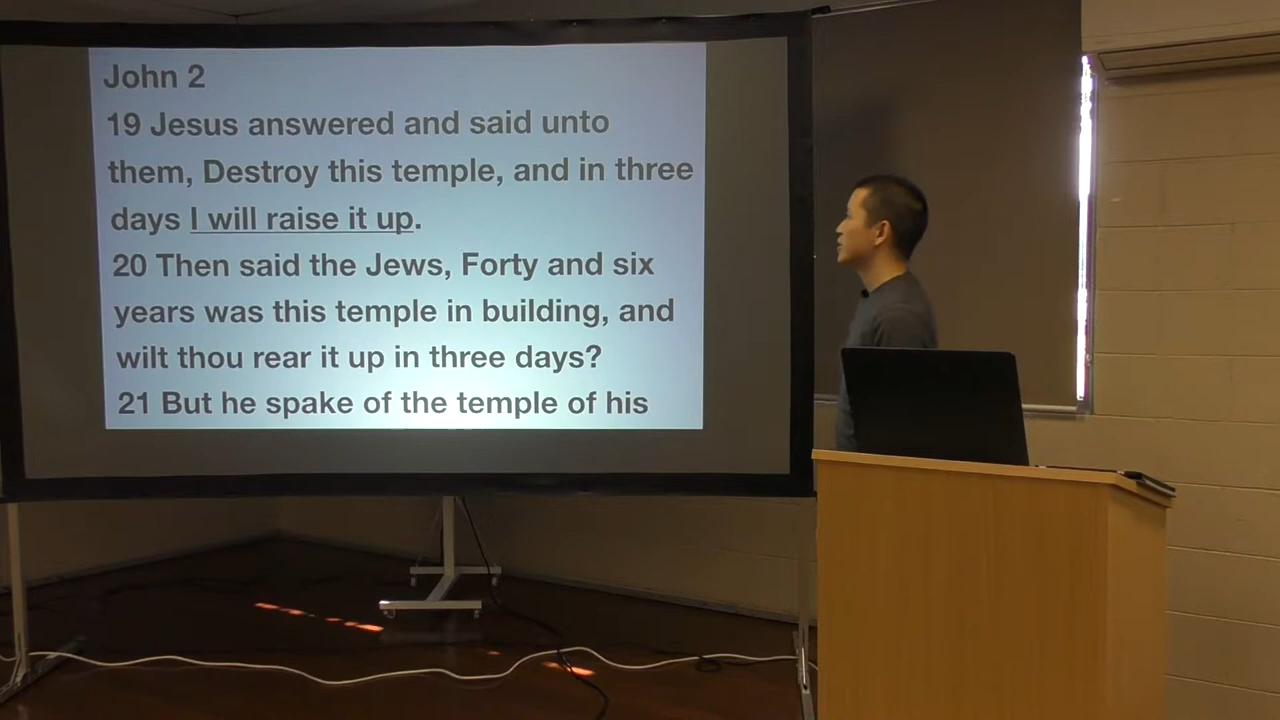 John 2
19 Jesus answered and said unto
them, Destroy this temple, and in three
days I will raise it up.
20 Then said the Jews, Forty and six
years was this temple in building, and
wilt thou rear it up in three days?
21 But he spake of the temple of his